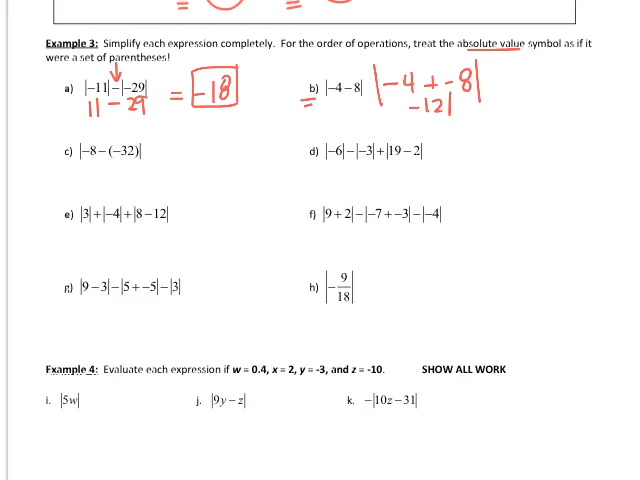 = =
Example 3: Simplify each expression completely. For the order of operations, treat the absolute value symbol as if it
were a set of parentheses!
a) |−11|−|−29| = −18 b) |−4−8| |−4 + −8|
11 − 29 = −12|
c) |−8−(−32)| d) |−6|−|−3|+|19−2|
e) |3|+|−4|+|8−12| f) |9+2|−|−7+−3|−|−4|
g) |9−3|−|5+−5|−|3| h) |−9/18|
Example 4: Evaluate each expression if w = 0.4, x = 2, y = -3, and z = -10. SHOW ALL WORK
i. |5w| j. |9y−z| k. −|10z−31|